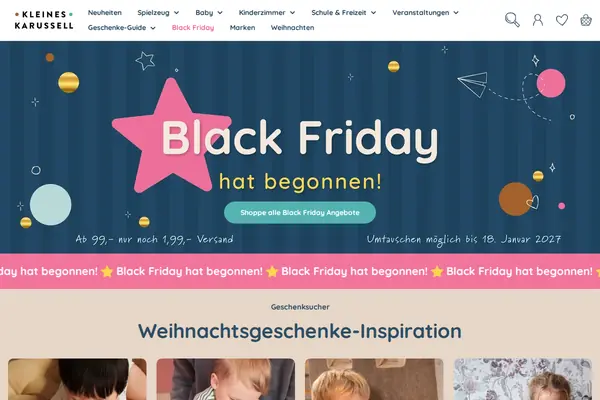 KLEINES
KARUSSELL
Neuheiten Spielzeug Baby Kinderzimmer Schule & Freizeit Veranstaltungen
Geschenke-Guide Black Friday Marken Weihnachten
Black Friday
hat begonnen!
Shoppe alle Black Friday Angebote
Ab 99,- nur noch 1,99,- Versand
Umtauschen möglich bis 18. Januar 2027
day hat begonnen! Black Friday hat begonnen! Black Friday hat begonnen! Black Friday hat begonnen!
Geschenksucher
Weihnachtsgeschenke-Inspiration